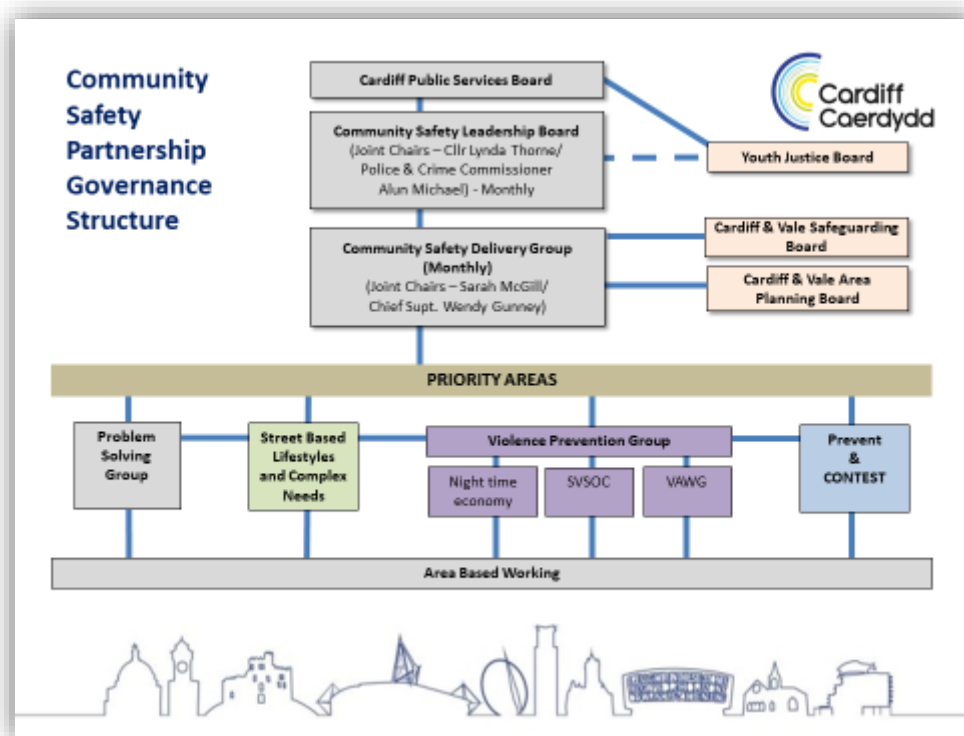 Community
Safety
Partnership
Governance
Structure
Cardiff Public Services Board
Community Safety Leadership Board
(Joint Chairs – Cllr Lynda Thorne/
Police & Crime Commissioner
Alun Michael) - Monthly
Cardiff
Caerdydd
Youth Justice Board
Community Safety Delivery Group
(Monthly)
(Joint Chairs – Sarah McGill/
Chief Supt. Wendy Gunney)
Cardiff & Vale Safeguarding
Board
Cardiff & Vale Area
Planning Board
PRIORITY AREAS
Problem
Solving
Group
Street Based
Lifestyles
and Complex
Needs
Violence Prevention Group
Night time
economy
SVSOC
VAWG
Prevent
&
CONTEST
Area Based Working